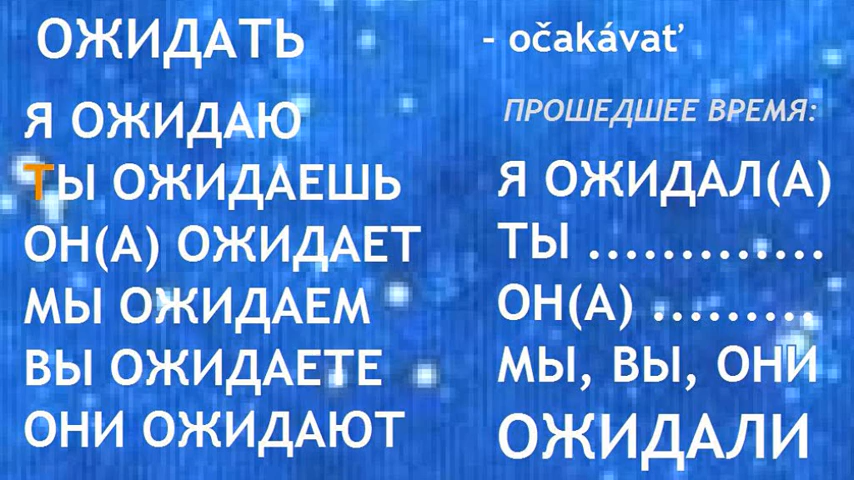 ОЖИДАТЬ
- očakávať
Я ОЖИДАЮ
ТЫ ОЖИДАЕШЬ
ОН(А) ОЖИДАЕТ
МЫ ОЖИДАЕМ
ВЫ ОЖИДАЕТЕ
ОНИ ОЖИДАЮТ
ПРОШЕДШЕЕ ВРЕМЯ:
Я ОЖИДАЛ(А)
ТЫ .............
ОН(А) .........
МЫ, ВЫ, ОНИ
ОЖИДАЛИ